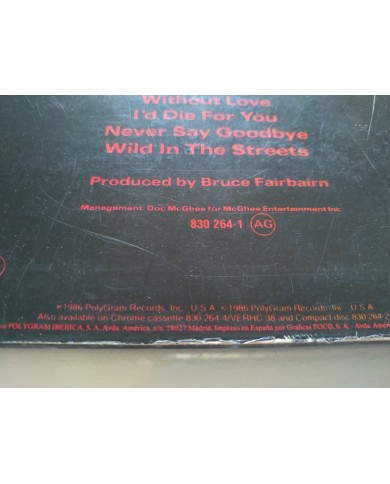 Without Love
I'd Die For You
Never Say Goodbye
Wild In The Streets
Produced by Bruce Fairbairn
Management: Doc McGhee for McGhee Entertainment Inc.
830 264-1 AG
℗ 1986 PolyGram Records, Inc. U.S.A. © 1986 PolyGram Records, Inc. U.S.A.
Also available on Chrome cassette 830 264-4/VERHC 38 and Compact disc 830 264-2
POLYGRAM IBERICA, S. A. Avda. América, s/n. 28027 Madrid. Impreso en España por Gráficas FOCO, S. A. - Avda.